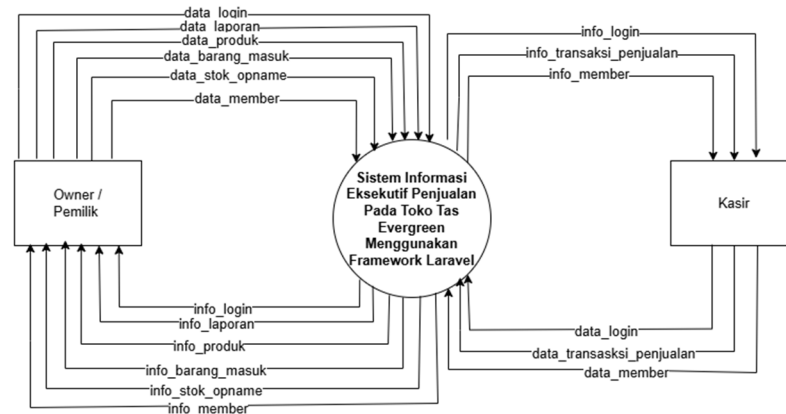 data_login
data_laporan
data_produk
data_barang_masuk
data_stok_opname
data_member
info_login
info_transaksi_penjualan
info_member
Owner /
Pemilik
Sistem Informasi
Eksekutif Penjualan
Pada Toko Tas
Evergreen
Menggunakan
Framework Laravel
Kasir
info_login
info_laporan
info_produk
info_barang_masuk
info_stok_opname
info_member
data_login
data_transasksi_penjualan
data_member